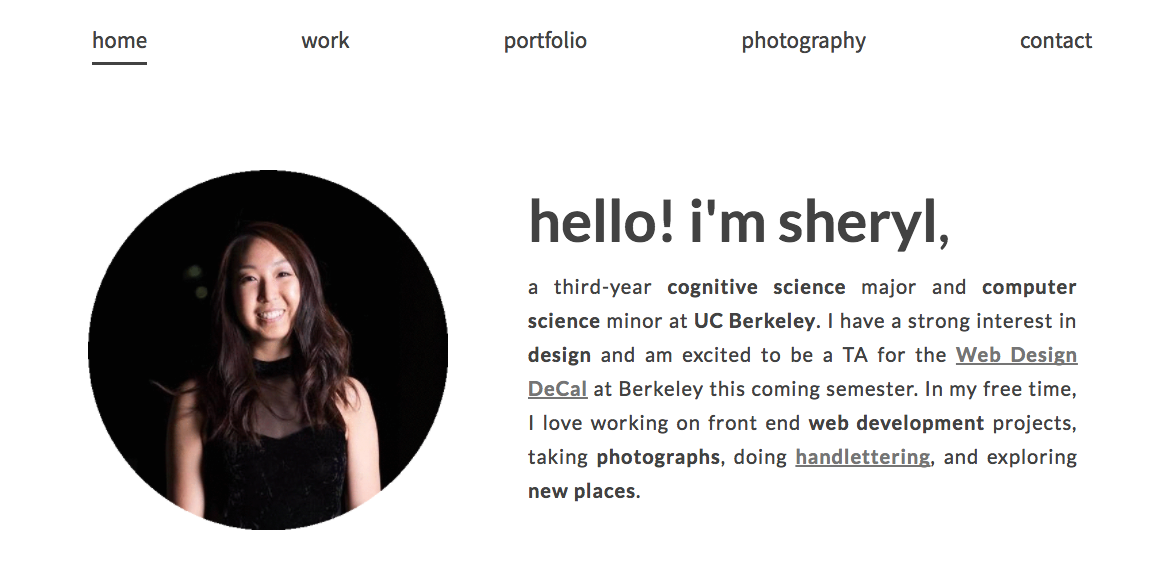 home work portfolio photography contact
hello! i'm sheryl,
a third-year cognitive science major and computer
science minor at UC Berkeley. I have a strong interest in
design and am excited to be a TA for the Web Design
DeCal at Berkeley this coming semester. In my free time,
I love working on front end web development projects,
taking photographs, doing handlettering, and exploring
new places.